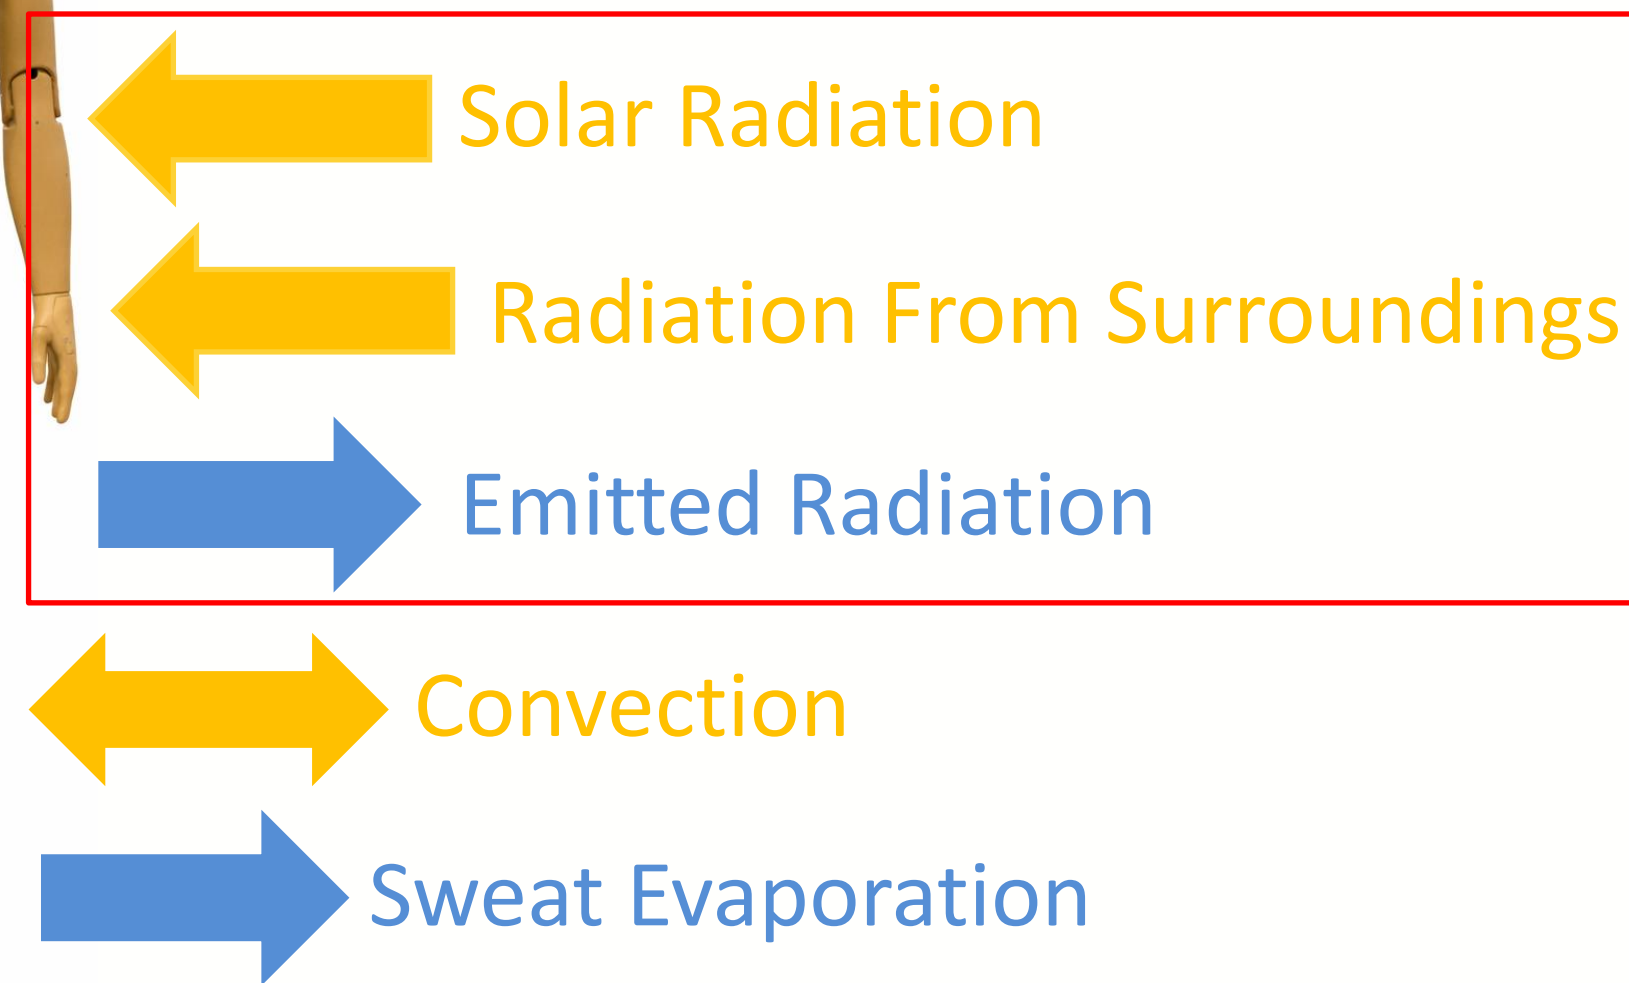 Solar Radiation
Radiation From Surroundings
Emitted Radiation
Convection
Sweat Evaporation